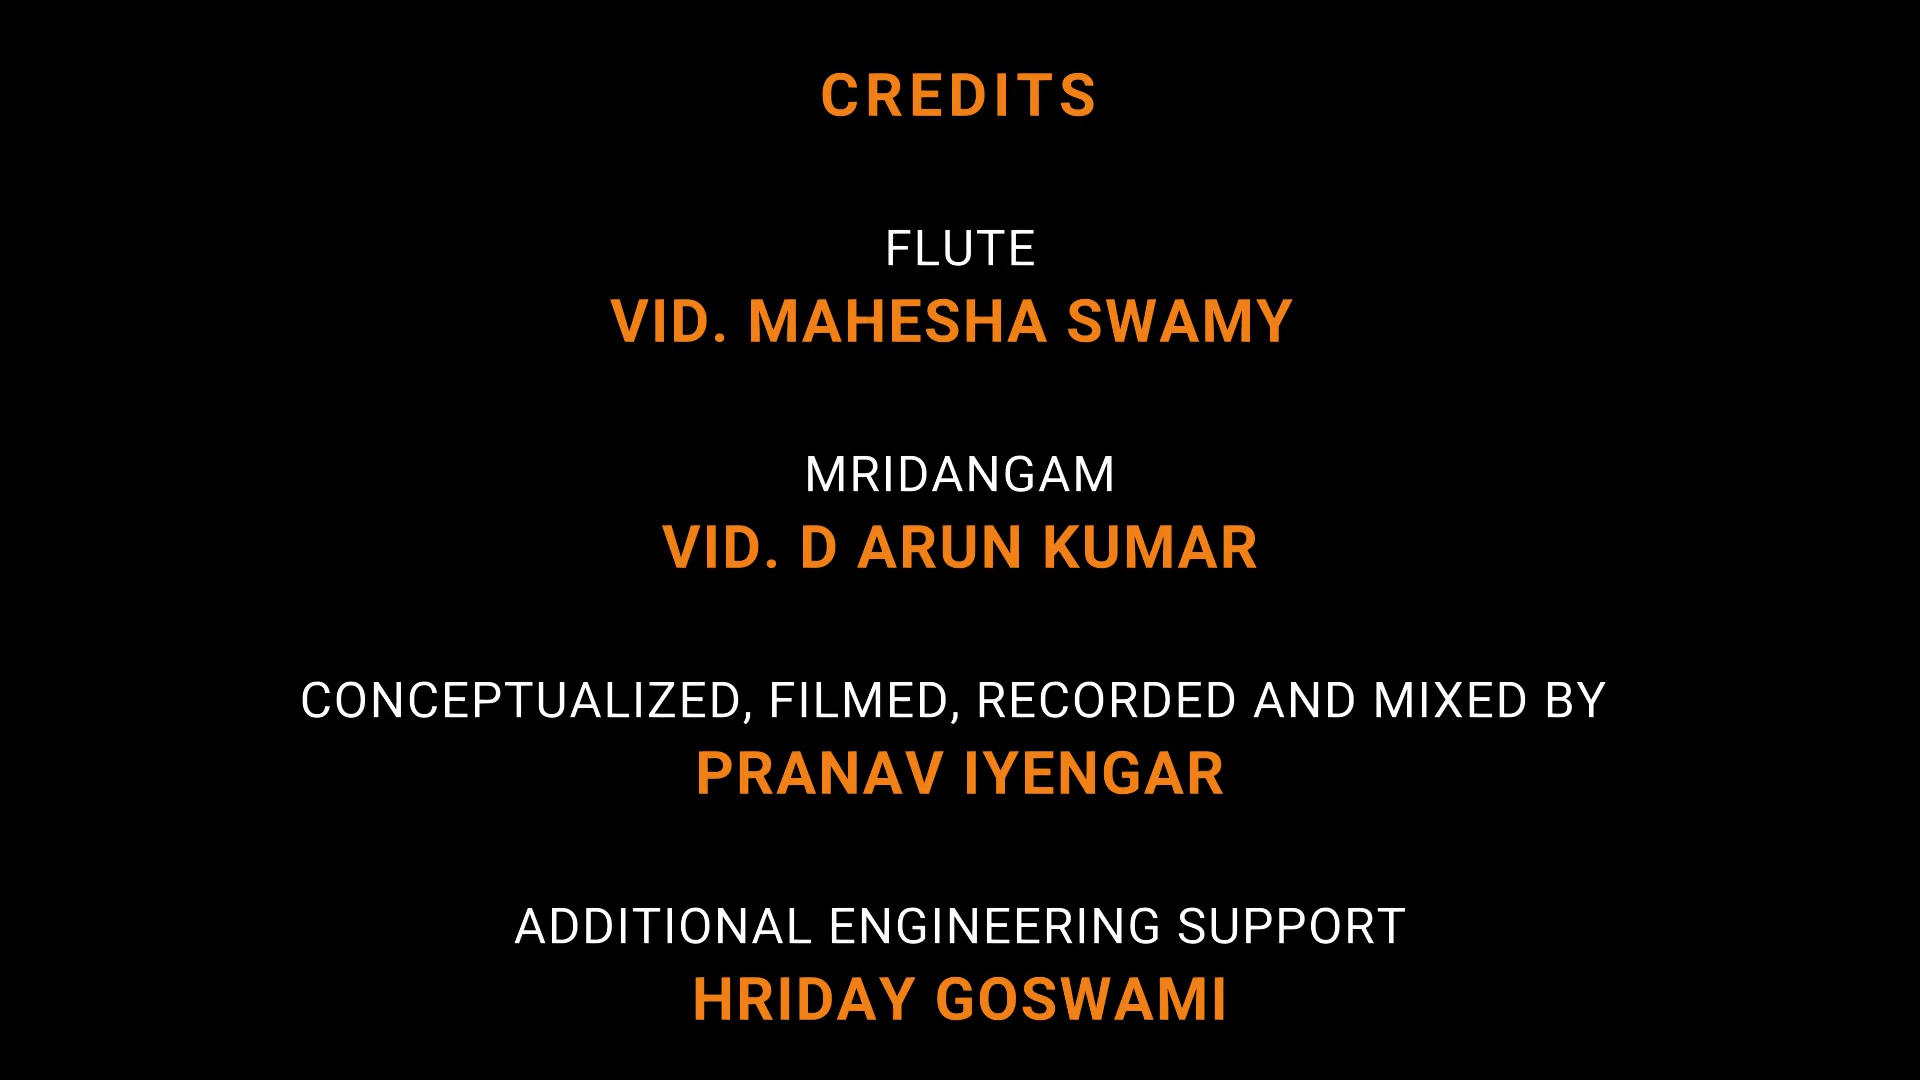 CREDITS
FLUTE
VID. MAHESHA SWAMY
MRIDANGAM
VID. D ARUN KUMAR
CONCEPTUALIZED, FILMED, RECORDED AND MIXED BY
PRANAV IYENGAR
ADDITIONAL ENGINEERING SUPPORT
HRIDAY GOSWAMI